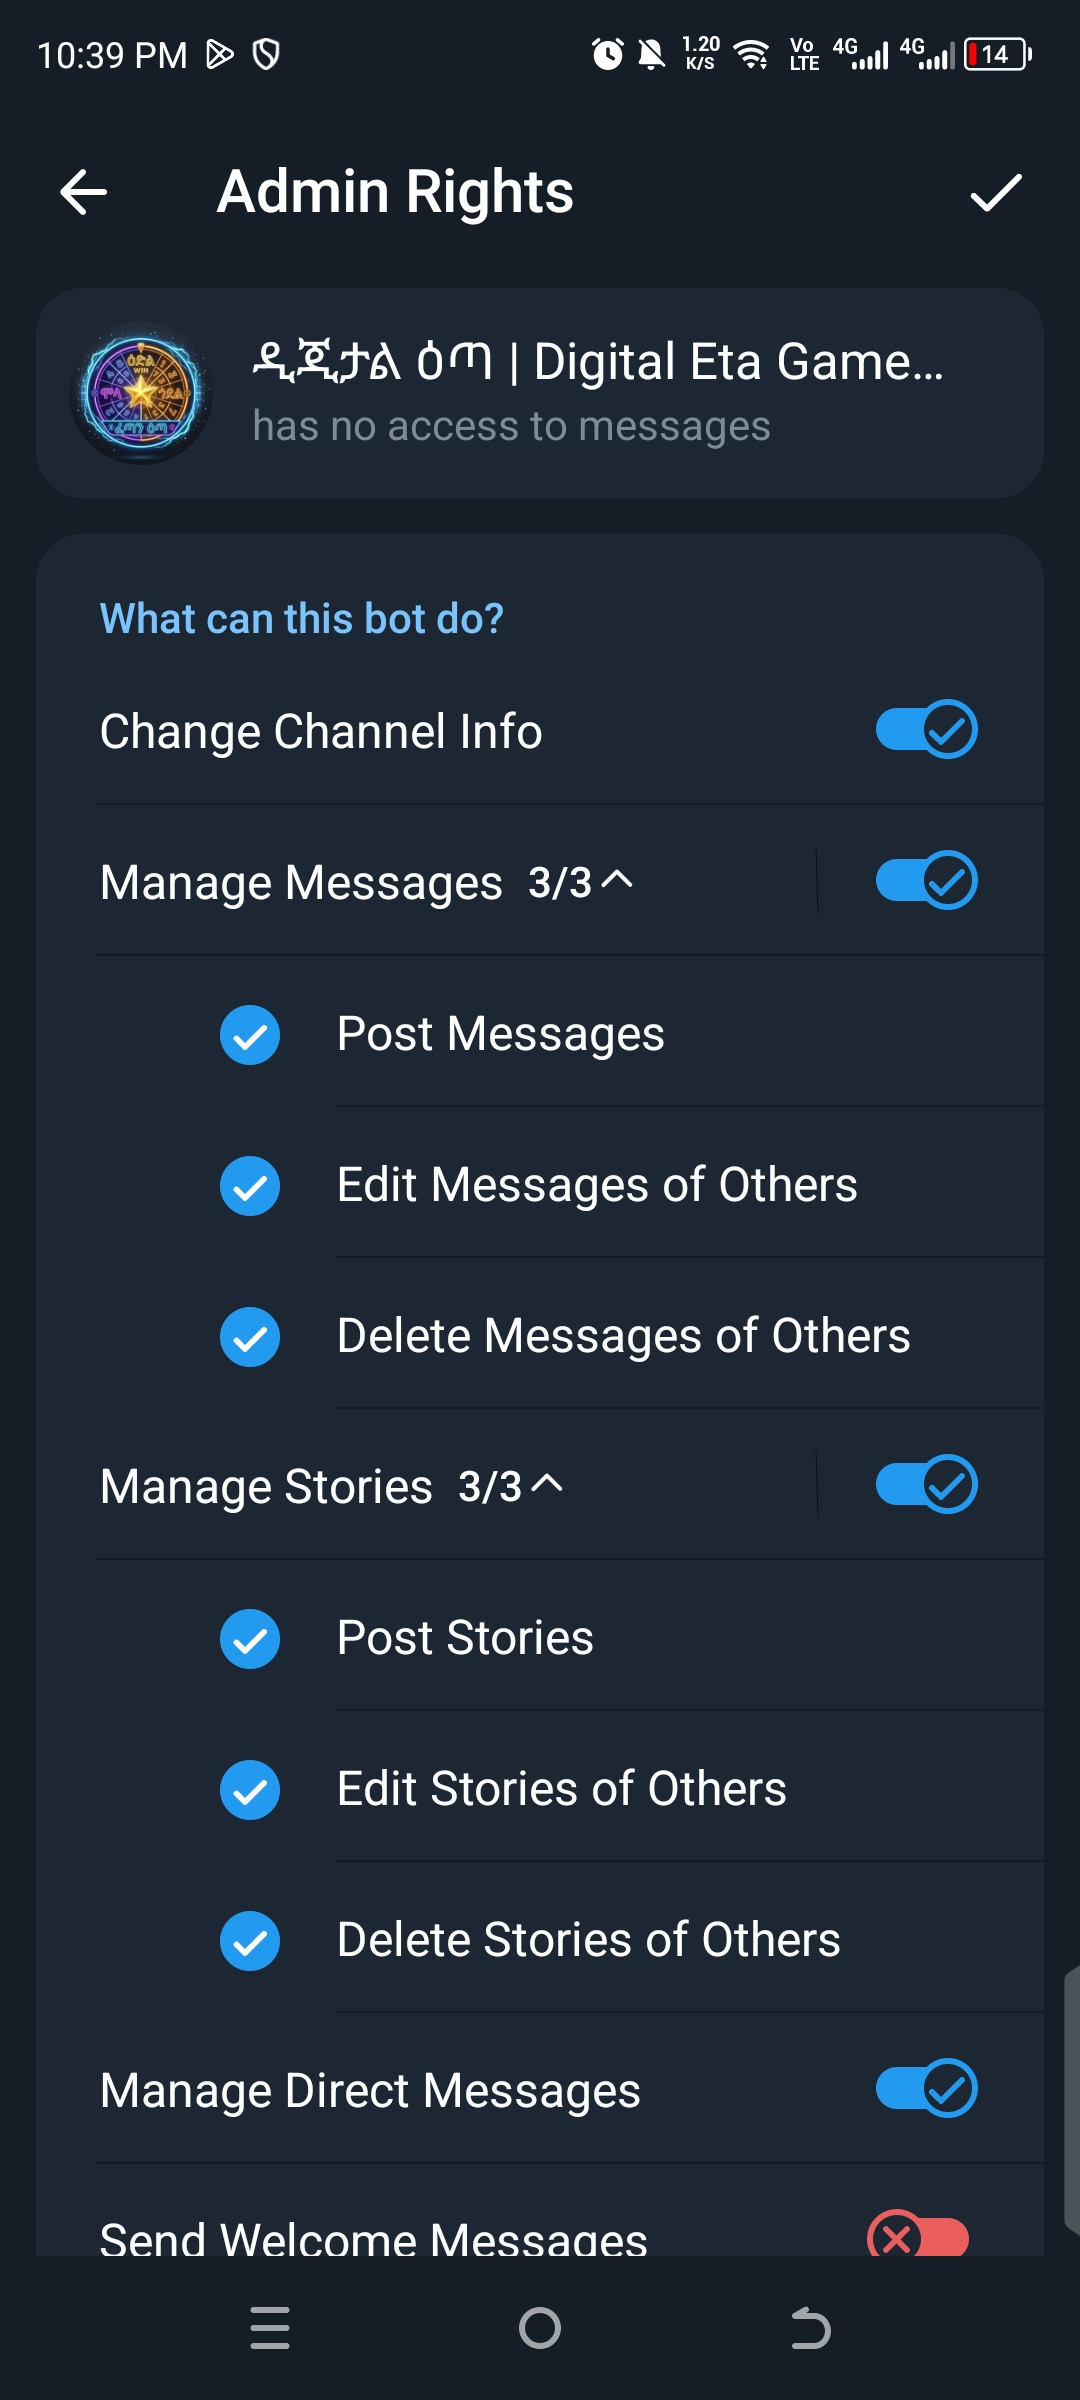 10:39 PM
1.20 K/S
Vo LTE
4G
4G
14
Admin Rights
ዲጂታል ዕጣ | Digital Eta Game...
has no access to messages
ዕድል
WIN
What can this bot do?
Change Channel Info
Manage Messages 3/3
Post Messages
Edit Messages of Others
Delete Messages of Others
Manage Stories 3/3
Post Stories
Edit Stories of Others
Delete Stories of Others
Manage Direct Messages
Send Welcome Messages